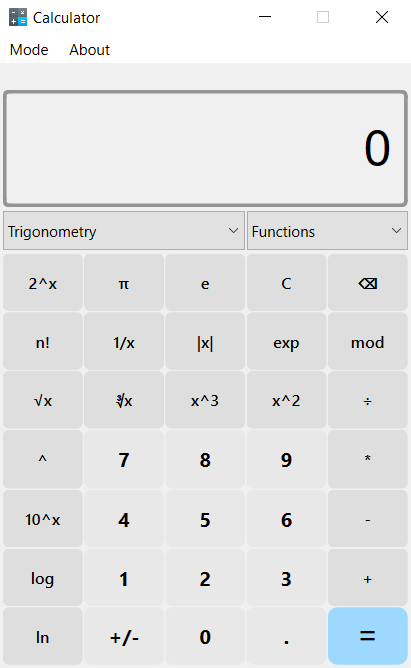 Calculator
Mode About
0
Trigonometry Functions
2^x π e C ⌫
n! 1/x |x| exp mod
√x ∛x x^3 x^2 ÷
^ 7 8 9 *
10^x 4 5 6 -
log 1 2 3 +
ln +/- 0 . =